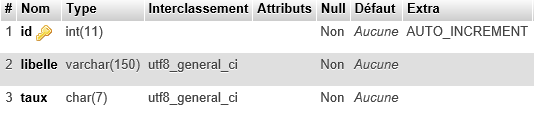 # Nom Type Interclassement Attributs Null Défaut Extra
1 id int(11) Non Aucune AUTO_INCREMENT
2 libelle varchar(150) utf8_general_ci Non Aucune
3 taux char(7) utf8_general_ci Non Aucune